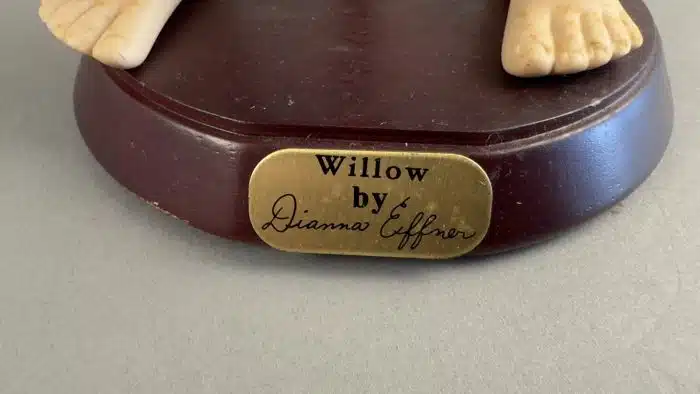 Willow
by
Dianna Effner